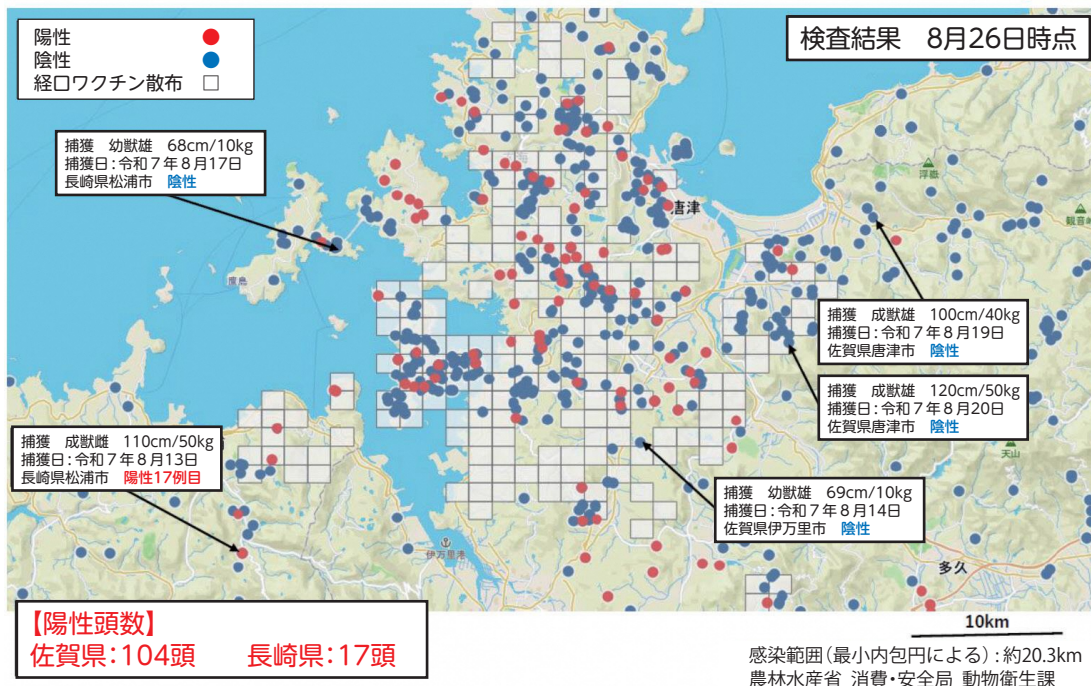 陽性
陰性
経口ワクチン散布
検査結果 8月26日時点
捕獲 幼獣雄 68cm/10kg
捕獲日:令和7年8月17日
長崎県松浦市 陰性
唐津
浮嶽
鷹島
捕獲 成獣雄 100cm/40kg
捕獲日:令和7年8月19日
佐賀県唐津市 陰性
捕獲 成獣雄 120cm/50kg
捕獲日:令和7年8月20日
佐賀県唐津市 陰性
捕獲 成獣雌 110cm/50kg
捕獲日:令和7年8月13日
長崎県松浦市 陽性17例目
天山
捕獲 幼獣雄 69cm/10kg
捕獲日:令和7年8月14日
佐賀県伊万里市 陰性
伊万里港
多久
【陽性頭数】
佐賀県:104頭 長崎県:17頭
10km
感染範囲(最小内包円による):約20.3km
農林水産省 消費・安全局 動物衛生課